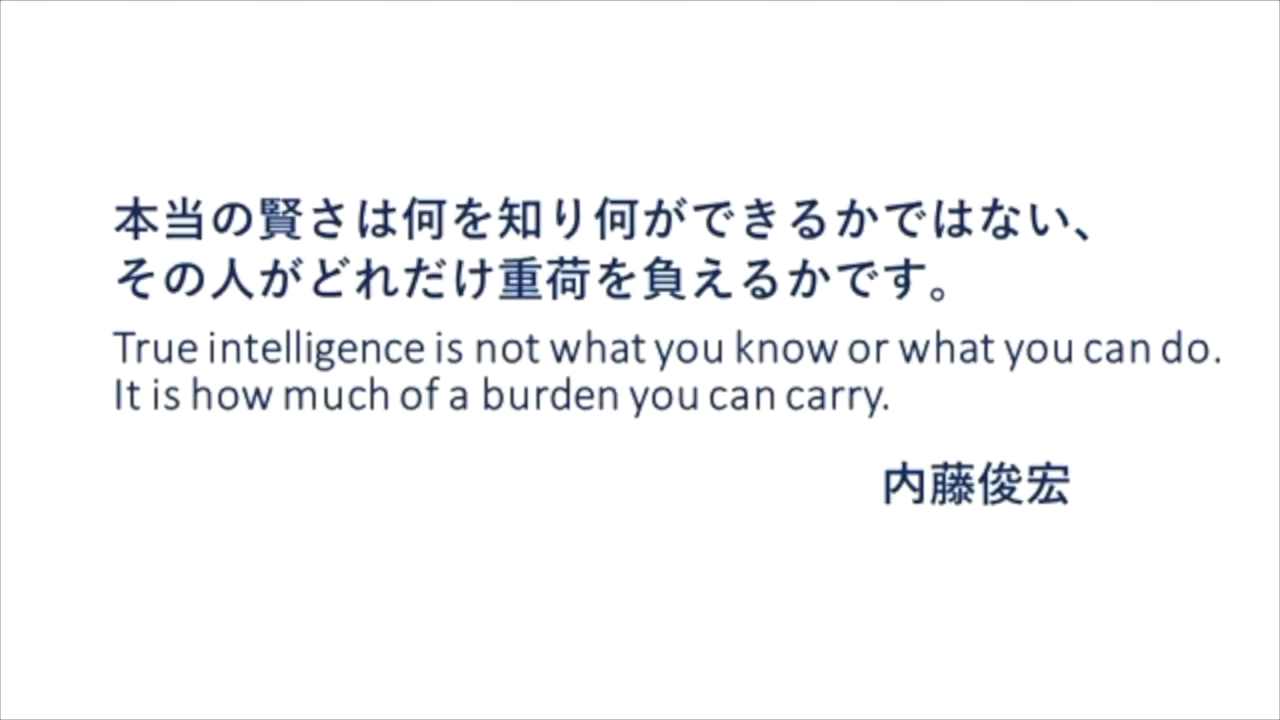 本当の賢さは何を知り何ができるかではない、
その人がどれだけ重荷を負えるかです。
True intelligence is not what you know or what you can do.
It is how much of a burden you can carry.
内藤俊宏